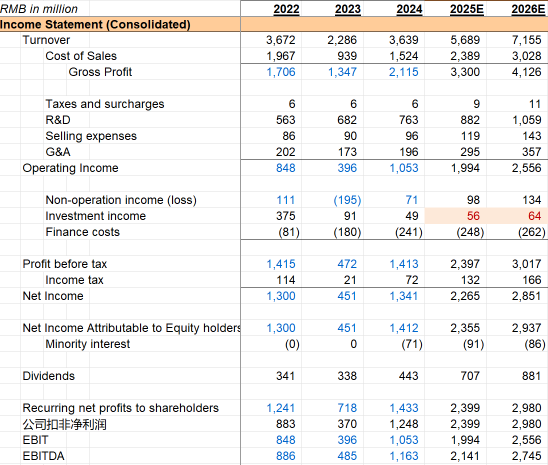 RMB in million 2022 2023 2024 2025E 2026E
Income Statement (Consolidated)
Turnover 3,672 2,286 3,639 5,689 7,155
Cost of Sales 1,967 939 1,524 2,389 3,028
Gross Profit 1,706 1,347 2,115 3,300 4,126
Taxes and surcharges 6 6 6 9 11
R&D 563 682 763 882 1,059
Selling expenses 86 90 96 119 143
G&A 202 173 196 295 357
Operating Income 848 396 1,053 1,994 2,556
Non-operation income (loss) 111 (195) 71 98 134
Investment income 375 91 49 56 64
Finance costs (81) (180) (241) (248) (262)
Profit before tax 1,415 472 1,413 2,397 3,017
Income tax 114 21 72 132 166
Net Income 1,300 451 1,341 2,265 2,851
Net Income Attributable to Equity holders 1,300 451 1,412 2,355 2,937
Minority interest (0) 0 (71) (91) (86)
Dividends 341 338 443 707 881
Recurring net profits to shareholders 1,241 718 1,433 2,399 2,980
公司扣非净利润 883 370 1,248 2,399 2,980
EBIT 848 396 1,053 1,994 2,556
EBITDA 886 485 1,163 2,141 2,745